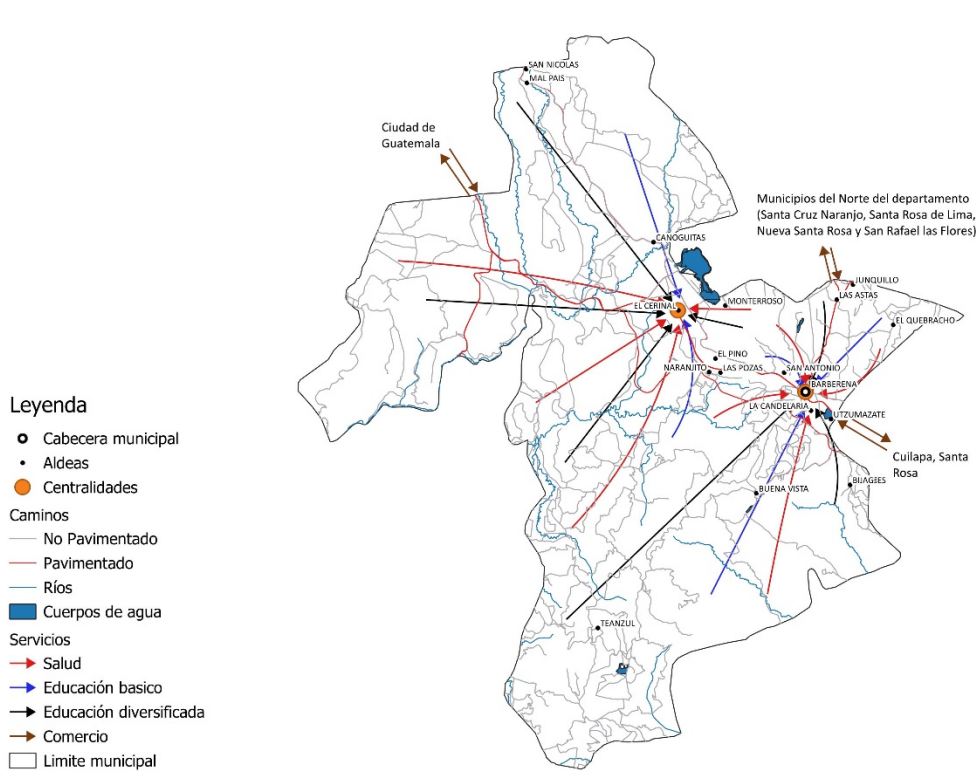 SAN NICOLAS
MAL PAIS
Ciudad de
Guatemala
Municipios del Norte del departamento
(Santa Cruz Naranjo, Santa Rosa de Lima,
Nueva Santa Rosa y San Rafael las Flores)
CANOGUITAS
JUNQUILLO
LAS ASTAS
MONTERROSO
EL CERINAL
EL QUEBRACHO
EL PINO
NARANJITO
LAS POZAS
SAN ANTONIO
BARBERENA
LA CANDELARIA
UTZUMAZATE
Cuilapa, Santa
Rosa
BUENA VISTA
BIJAGÜES
TEANZUL
Leyenda
Cabecera municipal
Aldeas
Centralidades
Caminos
No Pavimentado
Pavimentado
Ríos
Cuerpos de agua
Servicios
Salud
Educación basico
Educación diversificada
Comercio
Limite municipal